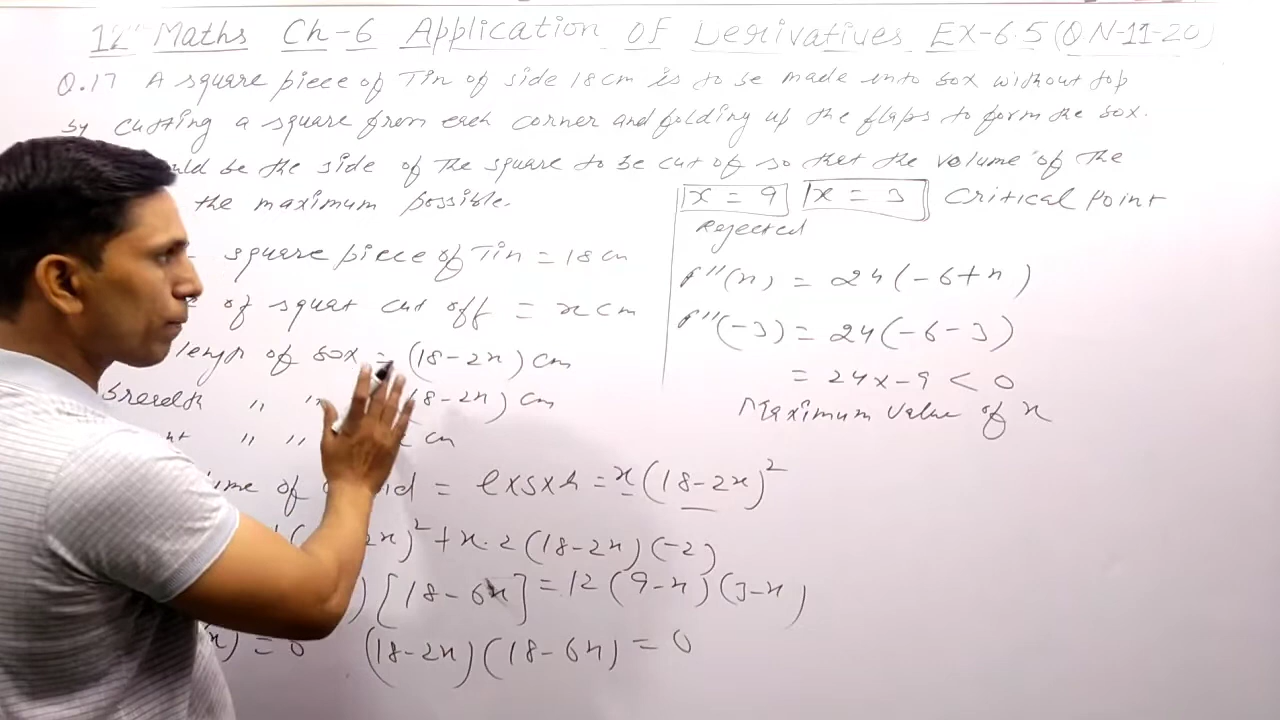 12th Maths Ch-6 Application OF Derivatives EX-6.5 (Q N-11-20)
Q.17 A square piece of Tin of side 18cm is to be made into box without top
by cutting a square from each corner and folding up the flaps to form the box.
be the side of the square to be cut of so that the volume of the
the maximum possible.
square piece of Tin = 18cm
of squar cut off = x cm
length of box = (18-2x) cm
breadth " " (18-2x) cm
" " cm
of = l×b×h = x(18-2x)²
)² + x·2(18-2x)(-2)
)[18-6x] = 12(9-x)(3-x)
= 0 (18-2x)(18-6x) = 0
x = 9 x = 3 Critical Point
Rejected
f''(x) = 24(-6+x)
f''(-3) = 24(-6-3)
= 24x-9 < 0
Maximum value of x